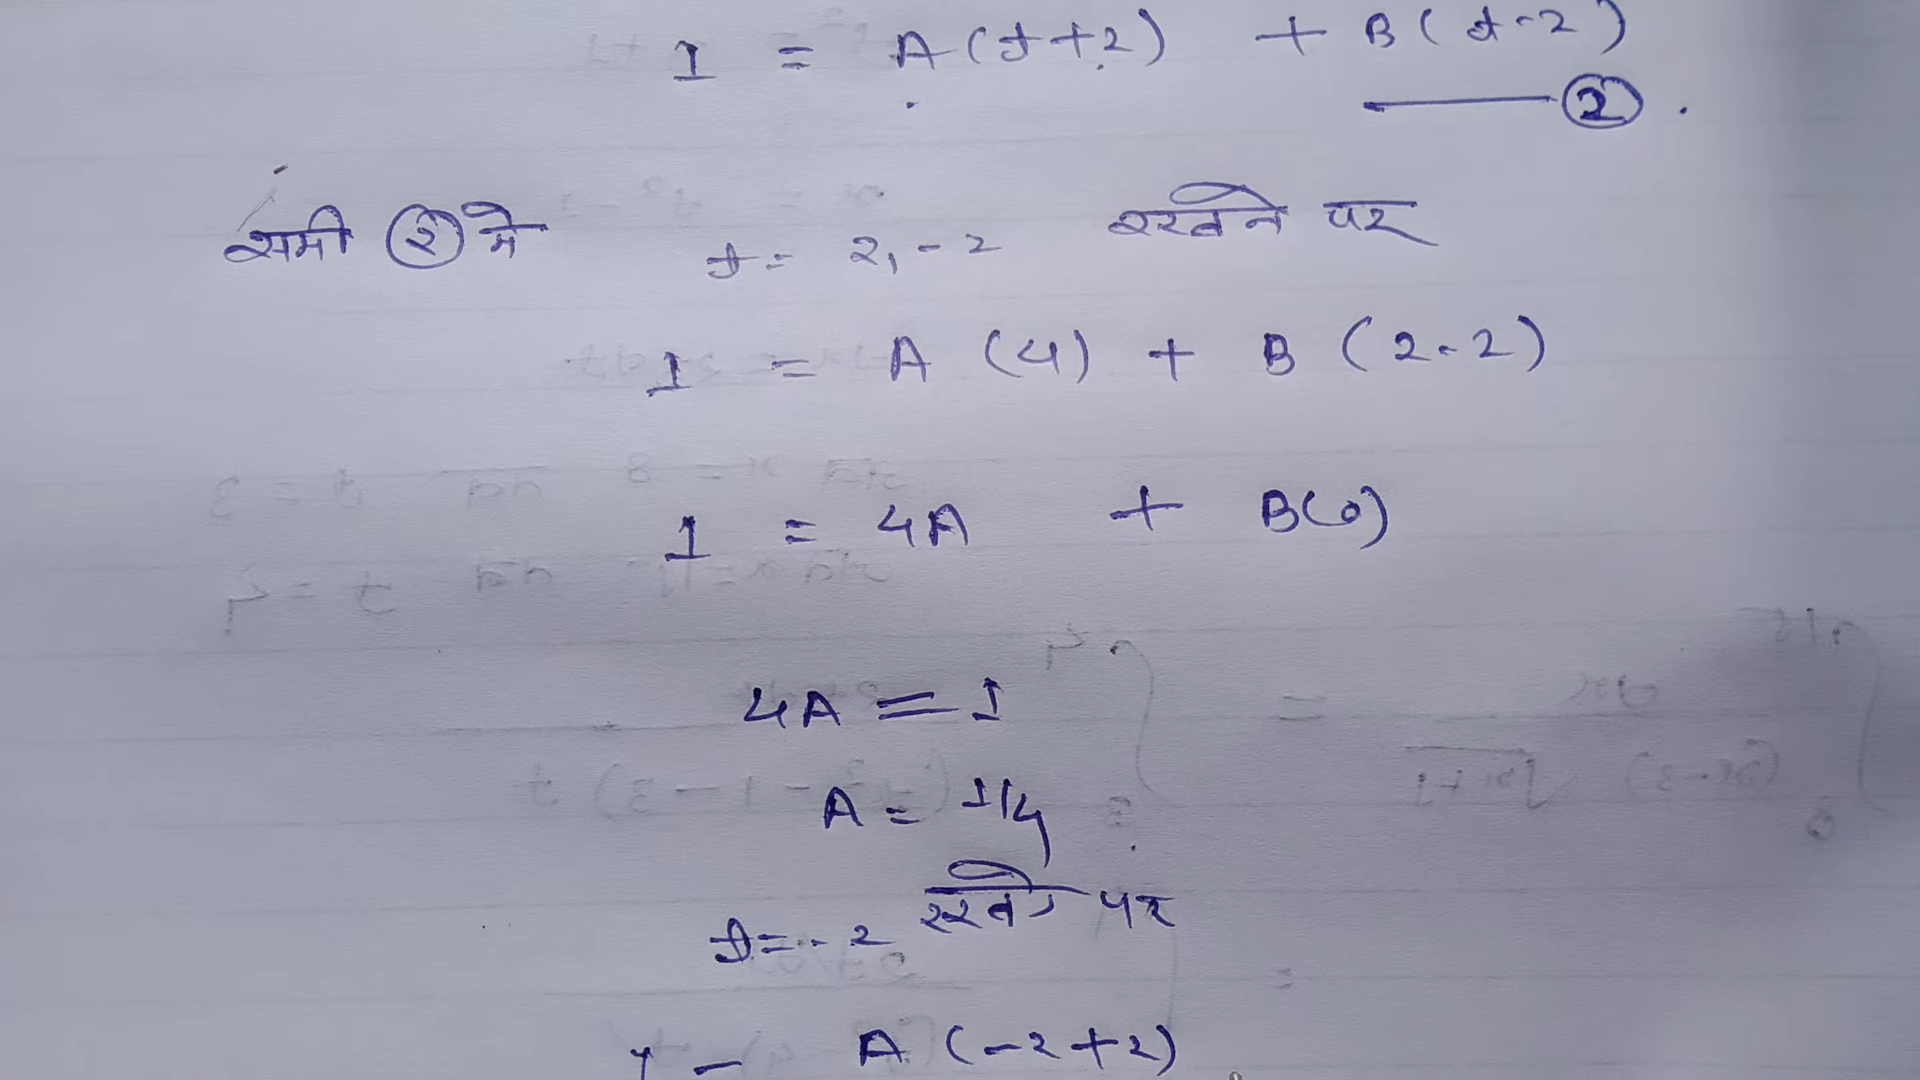 1 = A (t+2) + B (t-2)
②.
समी ② में t = 2, -2 रखने पर
1 = A (4) + B (2-2)
1 = 4A + B(0)
4A = 1
A = 1/4
t = -2 रखने पर
1 = A (-2+2)